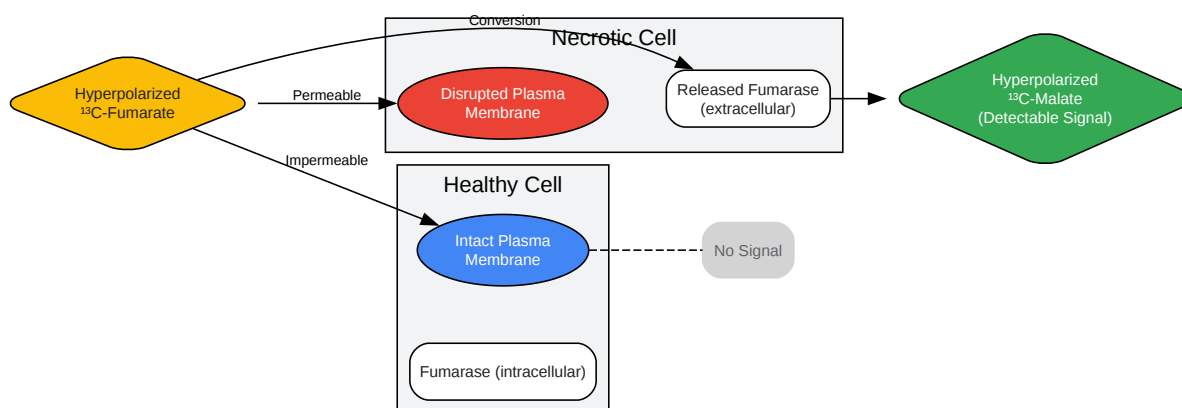 Conversion
Necrotic Cell
Hyperpolarized
¹³C-Fumarate
Permeable
Disrupted Plasma
Membrane
Released Fumarase
(extracellular)
Hyperpolarized
¹³C-Malate
(Detectable Signal)
Impermeable
Healthy Cell
Intact Plasma
Membrane
No Signal
Fumarase (intracellular)